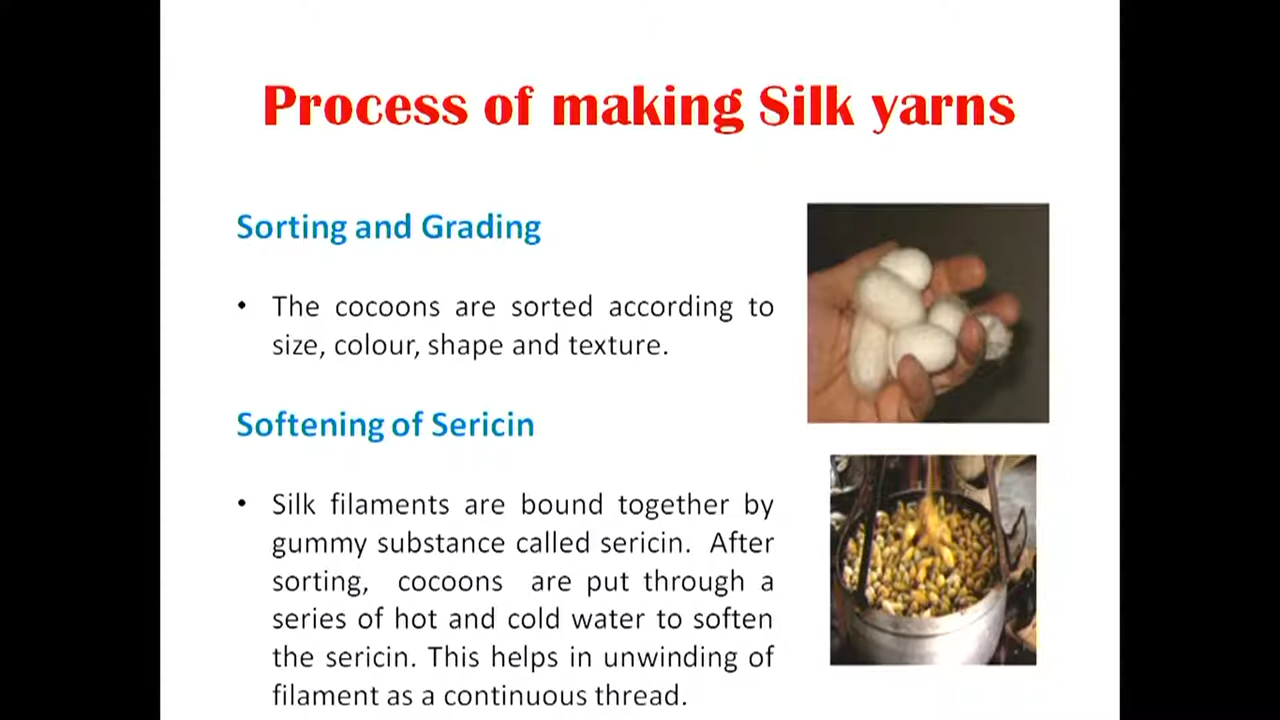 Process of making Silk yarns
Sorting and Grading
• The cocoons are sorted according to
size, colour, shape and texture.
Softening of Sericin
• Silk filaments are bound together by
gummy substance called sericin. After
sorting, cocoons are put through a
series of hot and cold water to soften
the sericin. This helps in unwinding of
filament as a continuous thread.